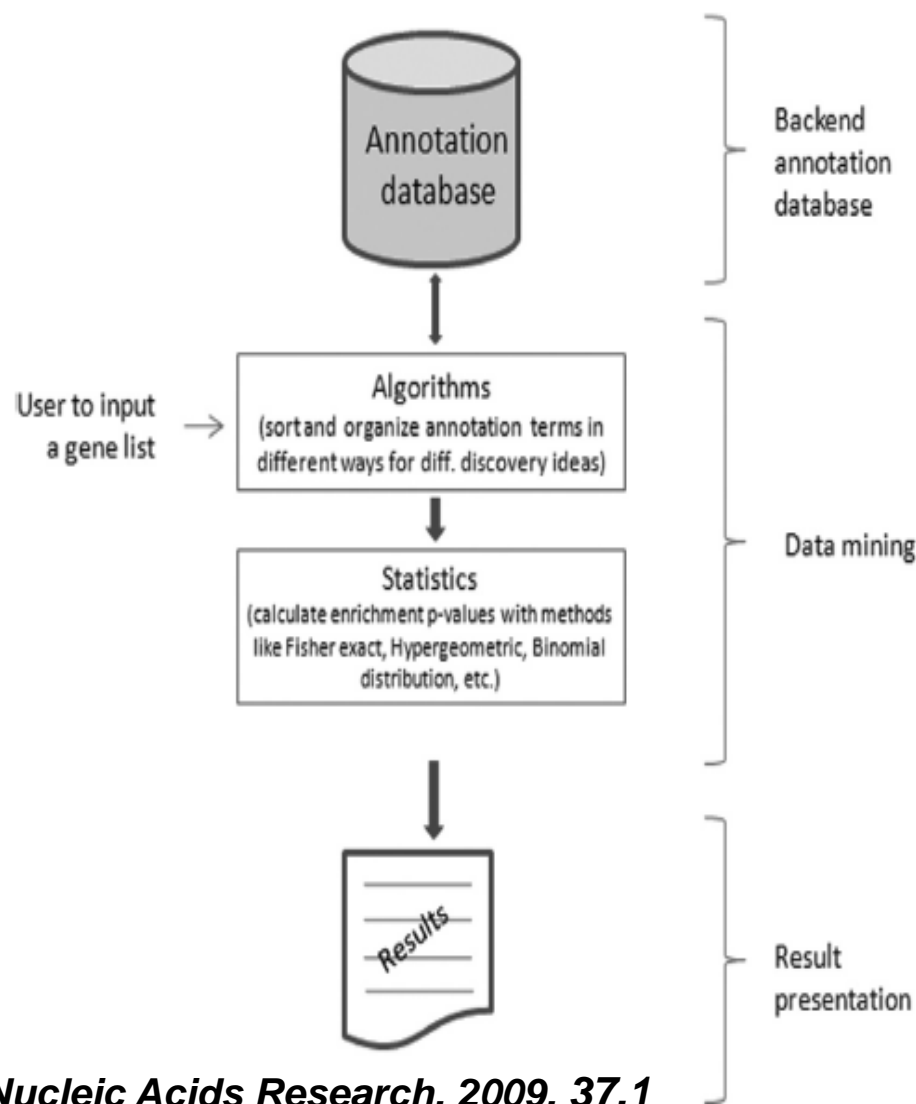 Annotation
database
Backend
annotation
database
User to input
a gene list
Algorithms
(sort and organize annotation terms in
different ways for diff. discovery ideas)
Statistics
(calculate enrichment p-values with methods
like Fisher exact, Hypergeometric, Binomial
distribution, etc.)
Data mining
Results
Result
presentation
Nucleic Acids Research, 2009, 37,1